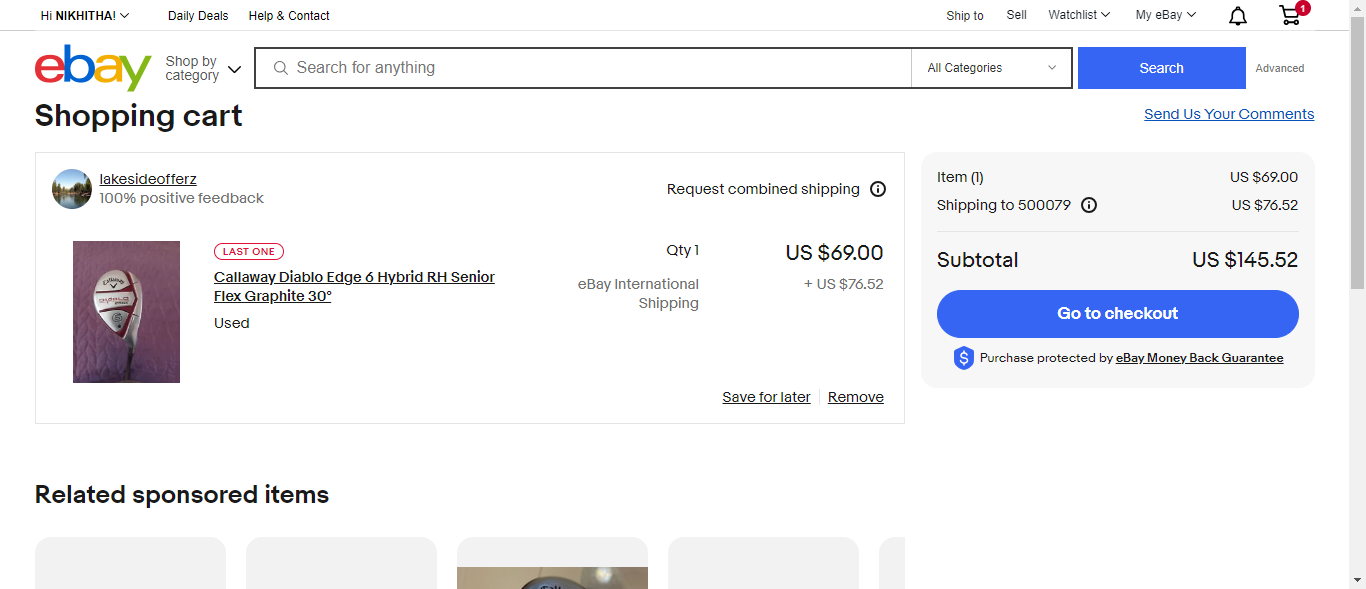 Hi NIKHITHA!
Daily Deals
Help & Contact
Ship to
Sell
Watchlist
My eBay
1
ebay
Shop by
category
Search for anything
All Categories
Search
Advanced
Shopping cart
Send Us Your Comments
lakesideofferz
100% positive feedback
Request combined shipping
LAST ONE
Callaway Diablo Edge 6 Hybrid RH Senior
Flex Graphite 30°
Used
Qty 1
US $69.00
eBay International
Shipping
+ US $76.52
Save for later
Remove
Item (1)
US $69.00
Shipping to 500079
US $76.52
Subtotal
US $145.52
Go to checkout
Purchase protected by eBay Money Back Guarantee
Related sponsored items